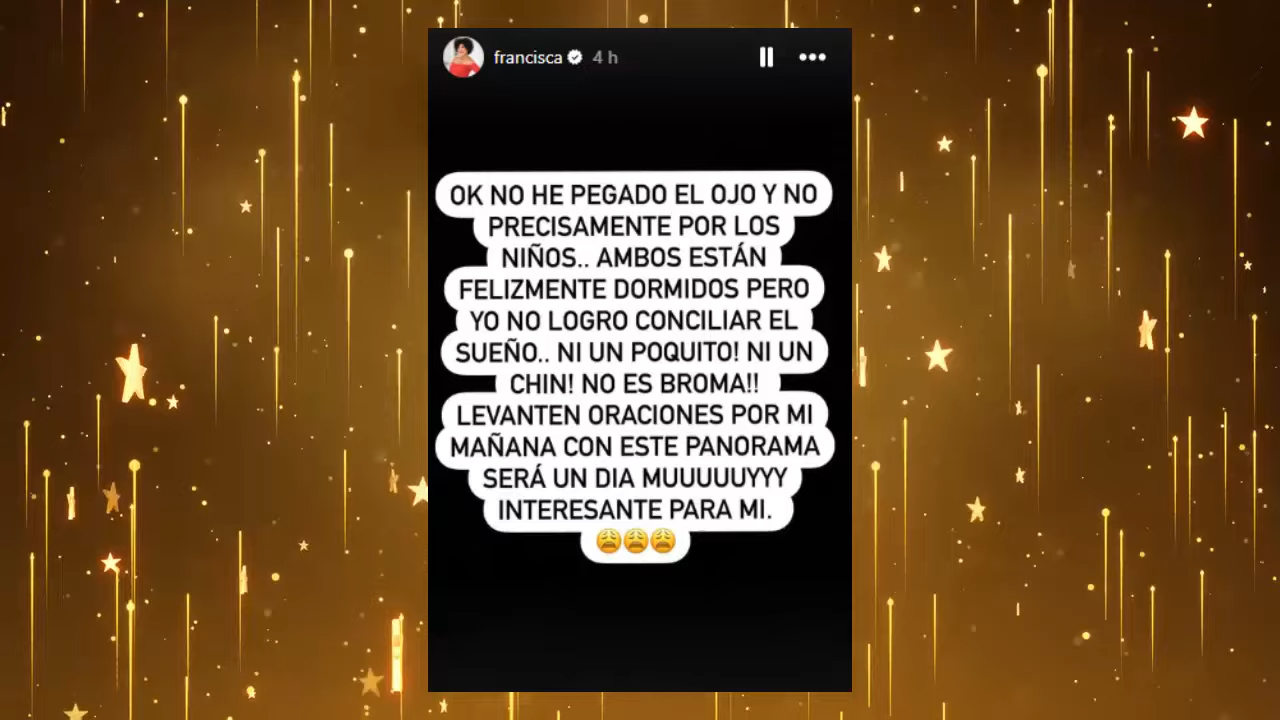 francisca 4 h
OK NO HE PEGADO EL OJO Y NO
PRECISAMENTE POR LOS
NIÑOS.. AMBOS ESTÁN
FELIZMENTE DORMIDOS PERO
YO NO LOGRO CONCILIAR EL
SUEÑO.. NI UN POQUITO! NI UN
CHIN! NO ES BROMA!!
LEVANTEN ORACIONES POR MI
MAÑANA CON ESTE PANORAMA
SERÁ UN DIA MUUUUUYYY
INTERESANTE PARA MI.
😩😩😩